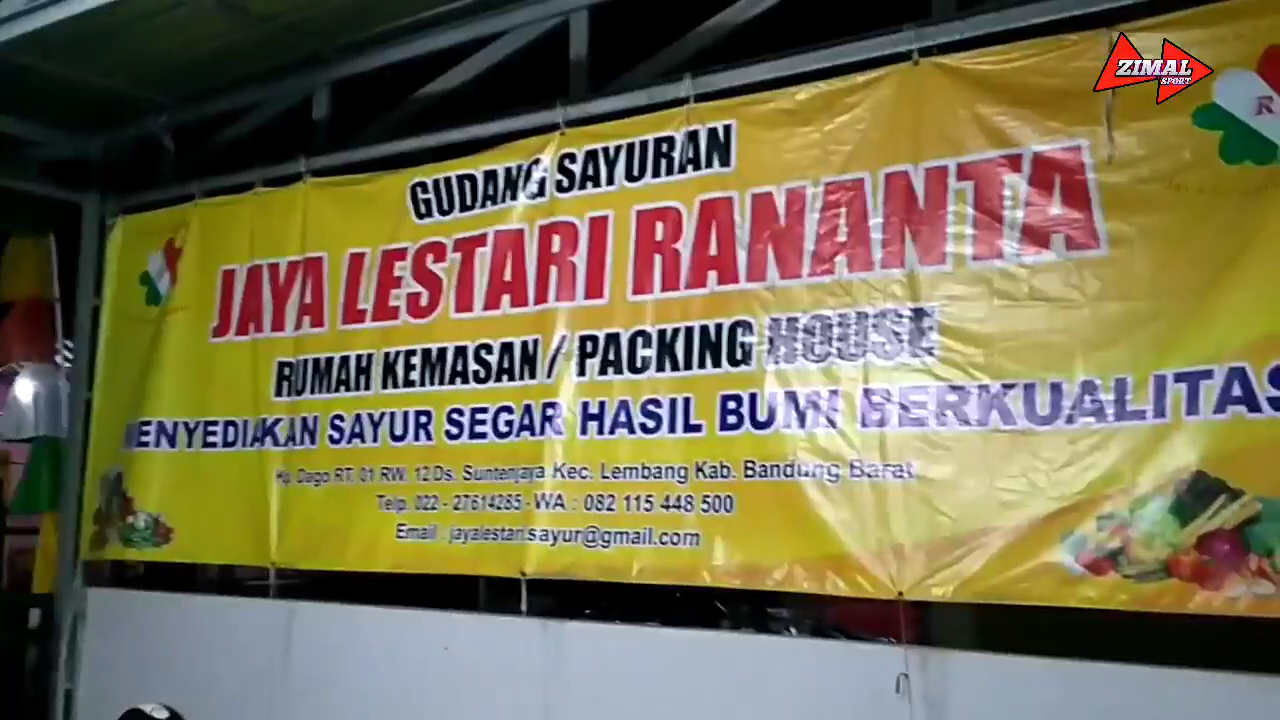 ZIMAL
SPORT
R
GUDANG SAYURAN
JAYA LESTARI RANANTA
RUMAH KEMASAN / PACKING HOUSE
MENYEDIAKAN SAYUR SEGAR HASIL BUMI BERKUALITAS
Kp. Dago RT. 01 RW. 12 Ds. Suntenjaya Kec. Lembang Kab. Bandung Barat
Telp. 022 - 27614285 - WA : 082 115 448 500
Email : jayalestari.sayur@gmail.com